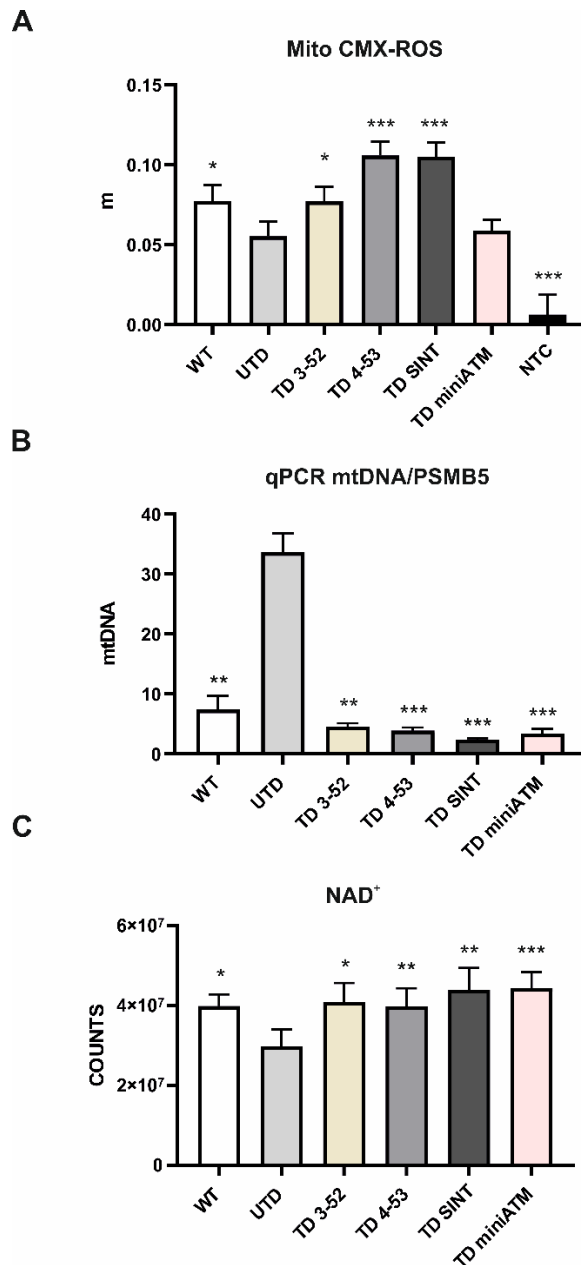 A
Mito CMX-ROS
0.15
0.10
0.05
0.00
m
* * *** *** ***
WT UTD TD 3-52 TD 4-53 TD SINT TD miniATM NTC
B
qPCR mtDNA/PSMB5
40
30
20
10
0
mtDNA
** ** *** *** ***
WT UTD TD 3-52 TD 4-53 TD SINT TD miniATM
C
NAD⁺
6×10⁷
4×10⁷
2×10⁷
0
COUNTS
* * ** ** ***
WT UTD TD 3-52 TD 4-53 TD SINT TD miniATM